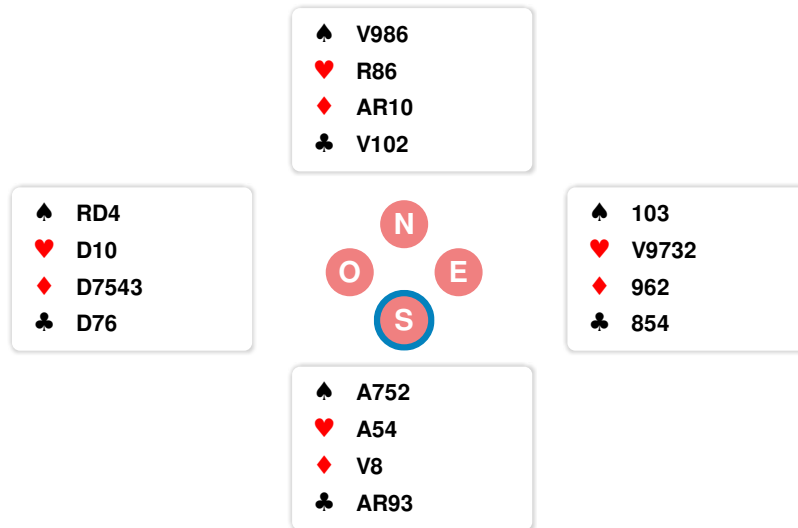 ♠ V986
♥ R86
♦ AR10
♣ V102
♠ RD4
♥ D10
♦ D7543
♣ D76
N
O E
S
♠ 103
♥ V9732
♦ 962
♣ 854
♠ A752
♥ A54
♦ V8
♣ AR93